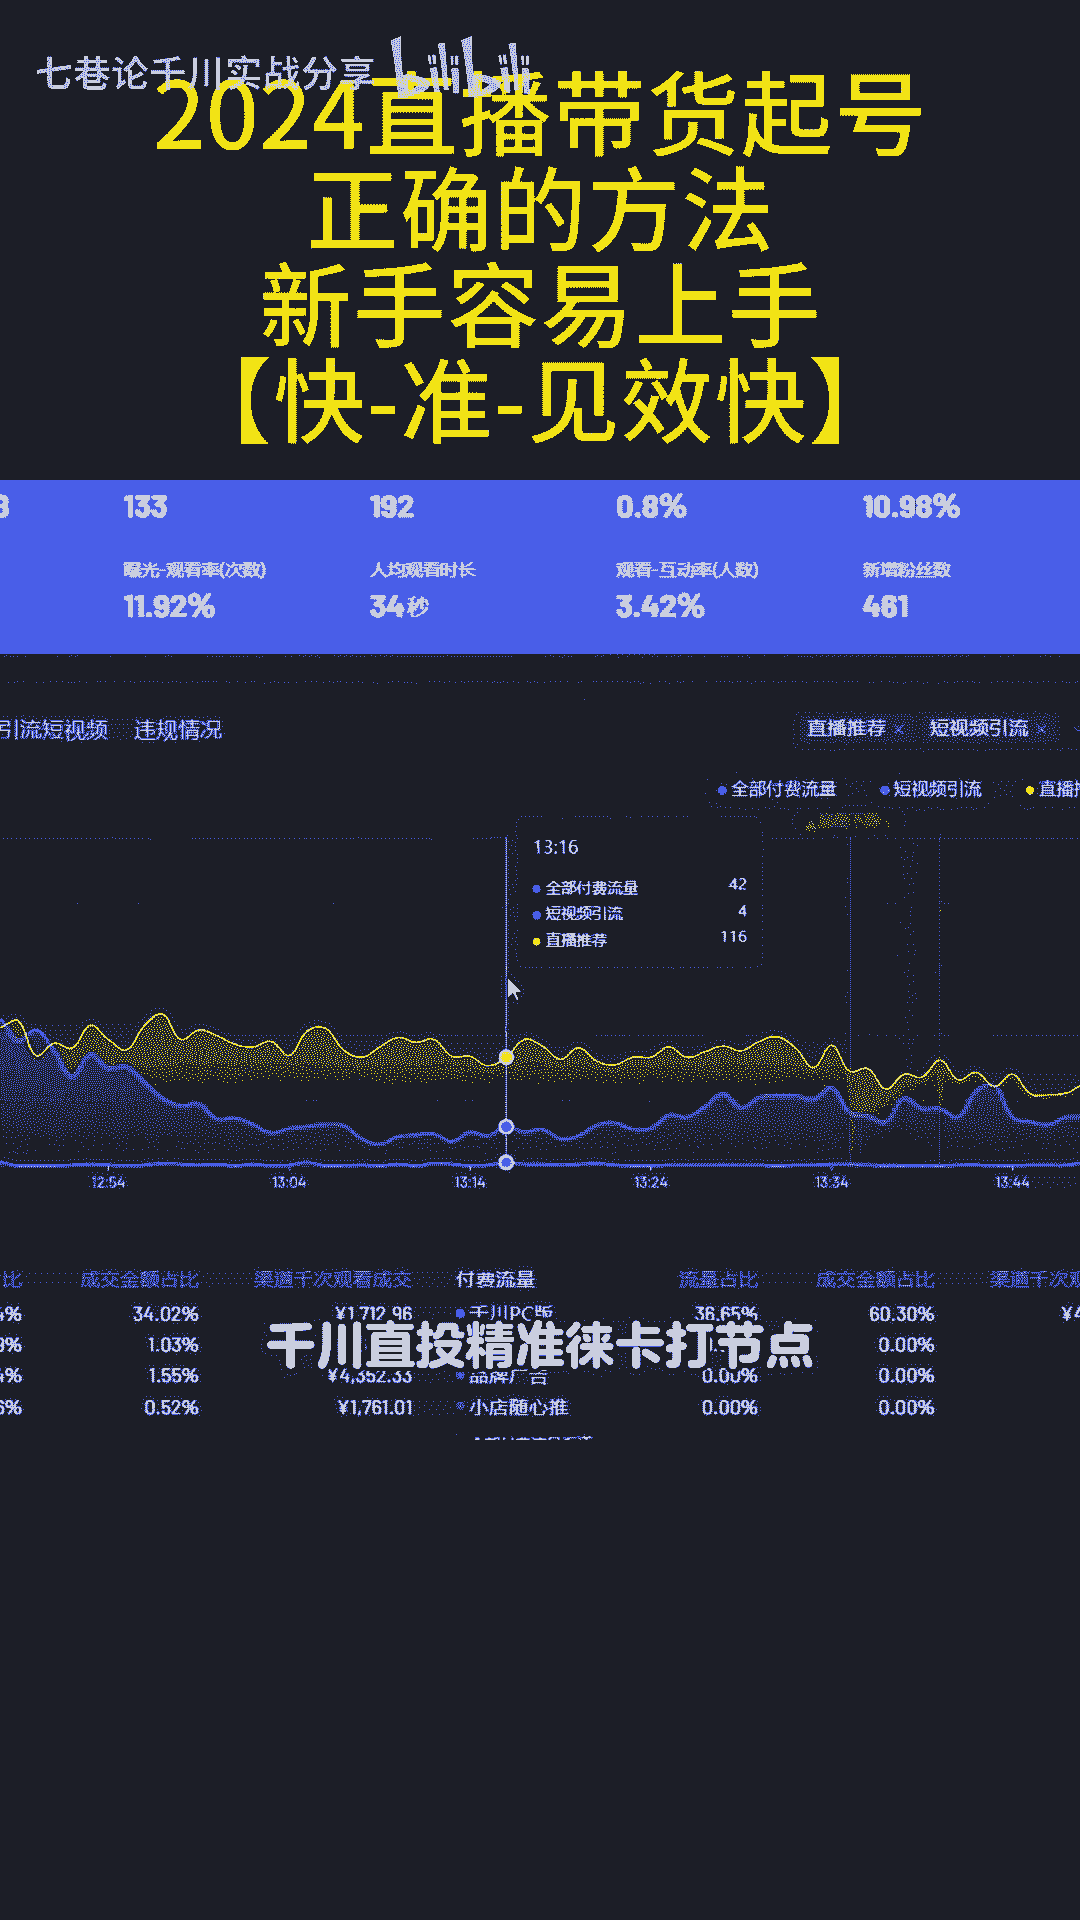 七巷论千川实战分享 bilibili
2024直播带货起号
正确的方法
新手容易上手
【快-准-见效快】
133 192 0.8% 10.98%
曝光-观看率(次数) 人均观看时长 观看-互动率(人数) 新增粉丝数
11.92% 34秒 3.42% 461
引流短视频 违规情况 直播推荐 × 短视频引流 ×
全部付费流量 短视频引流 直播
13:16
全部付费流量 42
短视频引流 4
直播推荐 116
12:54 13:04 13:14 13:24 13:34 13:44
比 成交金额占比 渠道千次观看成交 付费流量 流量占比 成交金额占比 渠道千次
% 34.02% ¥1,712.96 千川PC版 36.65% 60.30%
% 1.03% 0.00%
千川直投精准徕卡打节点
% 1.55% ¥4,352.33 品牌广告 0.00% 0.00%
% 0.52% ¥1,761.01 小店随心推 0.00% 0.00%